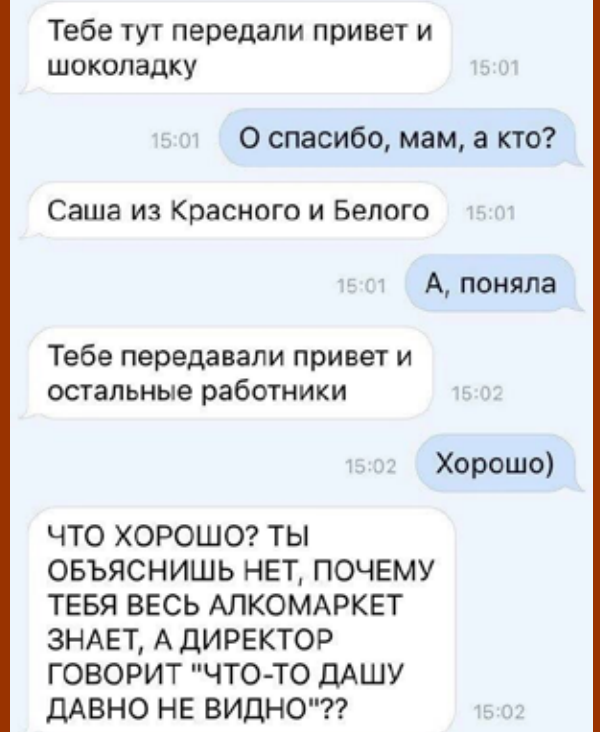 Тебе тут передали привет и
шоколадку
15:01
15:01
О спасибо, мам, а кто?
Саша из Красного и Белого
15:01
15:01
А, поняла
Тебе передавали привет и
остальные работники
15:02
15:02
Хорошо)
ЧТО ХОРОШО? ТЫ
ОБЪЯСНИШЬ НЕТ, ПОЧЕМУ
ТЕБЯ ВЕСЬ АЛКОМАРКЕТ
ЗНАЕТ, А ДИРЕКТОР
ГОВОРИТ "ЧТО-ТО ДАШУ
ДАВНО НЕ ВИДНО"??
15:02